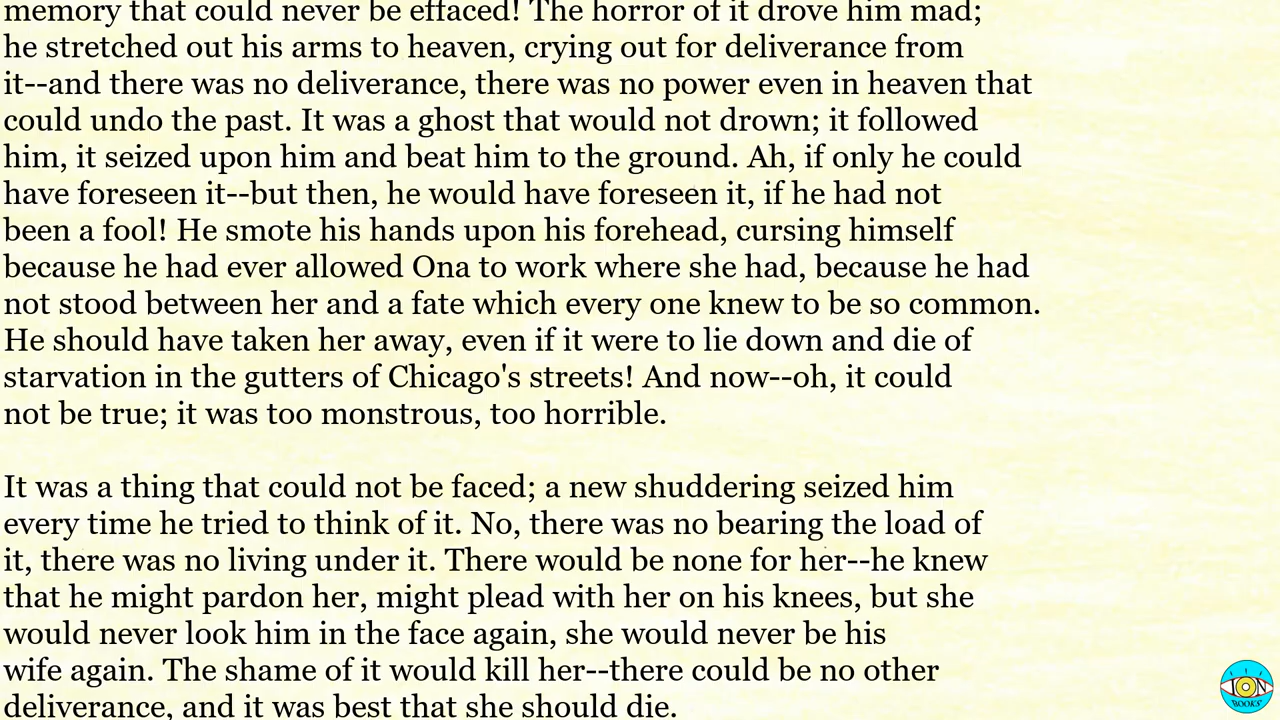 memory that could never be effaced! The horror of it drove him mad;
he stretched out his arms to heaven, crying out for deliverance from
it--and there was no deliverance, there was no power even in heaven that
could undo the past. It was a ghost that would not drown; it followed
him, it seized upon him and beat him to the ground. Ah, if only he could
have foreseen it--but then, he would have foreseen it, if he had not
been a fool! He smote his hands upon his forehead, cursing himself
because he had ever allowed Ona to work where she had, because he had
not stood between her and a fate which every one knew to be so common.
He should have taken her away, even if it were to lie down and die of
starvation in the gutters of Chicago's streets! And now--oh, it could
not be true; it was too monstrous, too horrible.

It was a thing that could not be faced; a new shuddering seized him
every time he tried to think of it. No, there was no bearing the load of
it, there was no living under it. There would be none for her--he knew
that he might pardon her, might plead with her on his knees, but she
would never look him in the face again, she would never be his
wife again. The shame of it would kill her--there could be no other
deliverance, and it was best that she should die.
ION
BOOKS